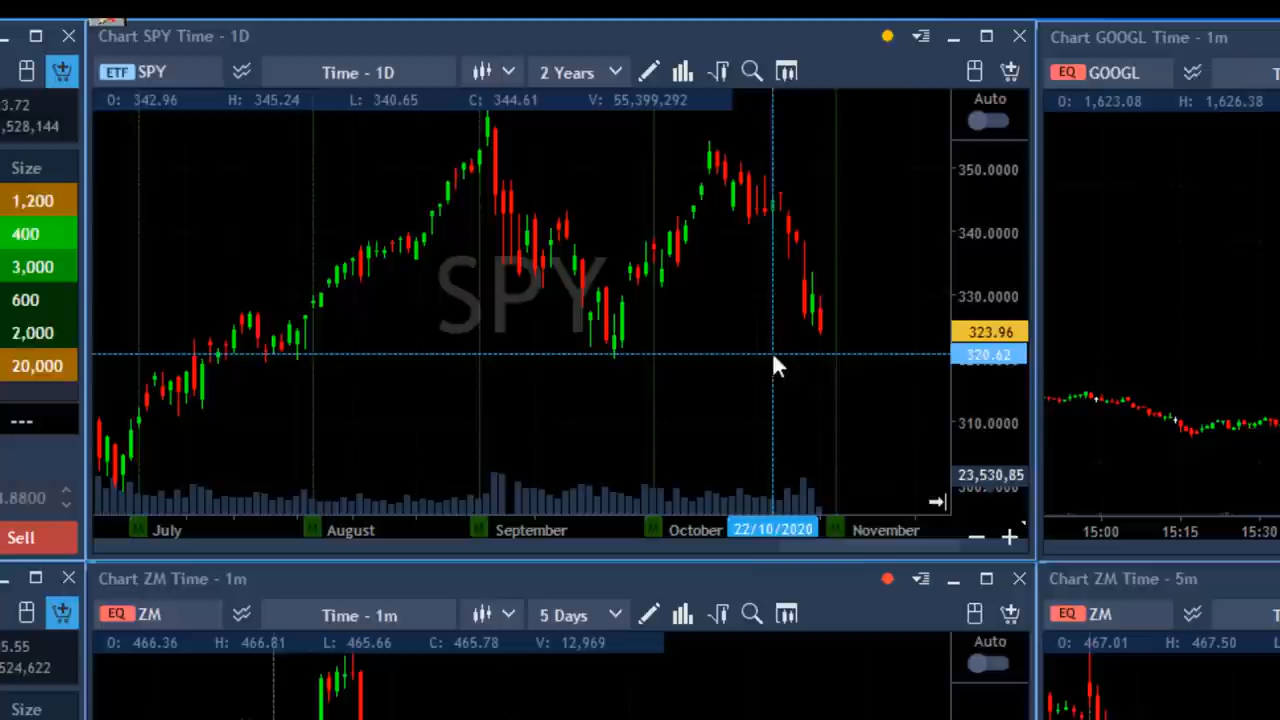 Chart SPY Time - 1D
Chart GOOGL Time - 1m
ETF SPY
Time - 1D
2 Years
EQ GOOGL
3.72
,528,144
O: 342.96 H: 345.24 L: 340.65 C: 344.61 V: 55,399,292
Auto
O: 1,623.08 H: 1,626.38
Size
1,200
400
3,000
600
2,000
20,000
---
.8800
Sell
SPY
350.0000
340.0000
330.0000
323.96
320.62
310.0000
23,530,85
July August September October 22/10/2020 November
15:00 15:15 15:30
Chart ZM Time - 1m
Chart ZM Time - 5m
EQ ZM
Time - 1m
5 Days
EQ ZM
5.55
524,622
O: 466.36 H: 466.81 L: 465.66 C: 465.78 V: 12,969
Auto
O: 467.01 H: 467.50
Size